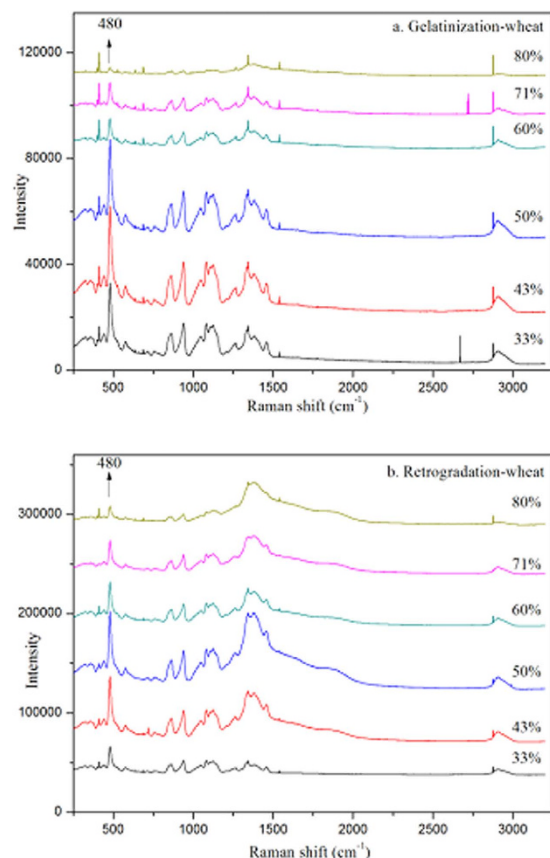 480
a. Gelatinization-wheat
120000
80%
71%
60%
80000
50%
Intensity
40000
43%
33%
0
500 1000 1500 2000 2500 3000
Raman shift (cm⁻¹)
480
b. Retrogradation-wheat
300000
80%
71%
200000
60%
Intensity
50%
100000
43%
33%
0
500 1000 1500 2000 2500 3000
Raman shift (cm⁻¹)